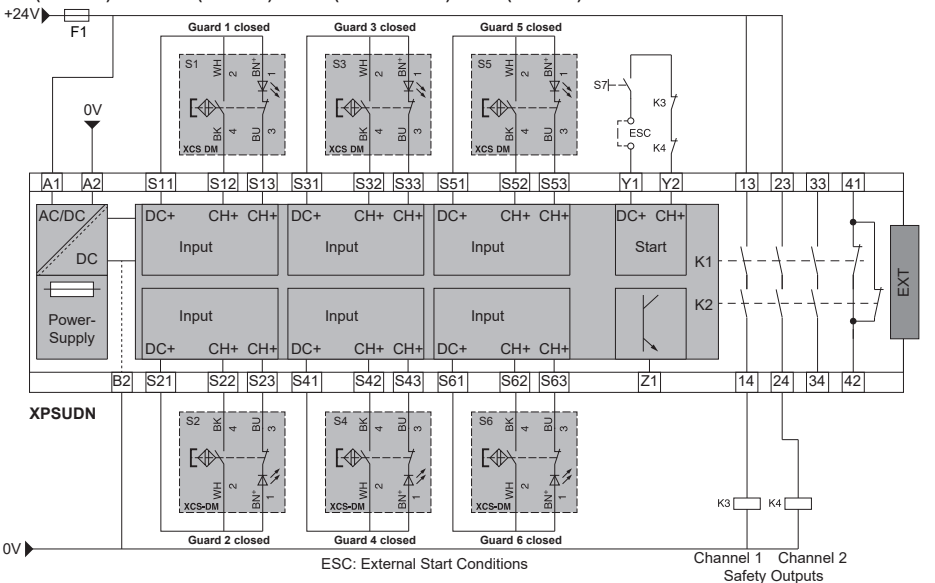 +24V
F1
0V
Guard 1 closed
Guard 3 closed
Guard 5 closed
S1 WH 2 BN+ 1
S3 WH 2 BN+ 1
S5 WH 2 BN+ 1
BK 4 BU 3
BK 4 BU 3
BK 4 BU 3
XCS DM
XCS DM
XCS DM
S7
ESC
K3
K4
A1 A2 S11 S12 S13 S31 S32 S33 S51 S52 S53 Y1 Y2 13 23 33 41
AC/DC
DC
DC+ CH+ CH+ DC+ CH+ CH+ DC+ CH+ CH+ DC+ CH+
Input Input Input Start
K1
K2
EXT
Power-
Supply
Input Input Input
DC+ CH+ CH+ DC+ CH+ CH+ DC+ CH+ CH+
B2 S21 S22 S23 S41 S42 S43 S61 S62 S63 Z1 14 24 34 42
XPSUDN
S2 BK 4 BU 3
S4 BK 4 BU 3
S6 BK 4 BU 3
WH 2 BN+ 1
WH 2 BN+ 1
WH 2 BN+ 1
XCS-DM
XCS-DM
XCS-DM
K3 K4
Guard 2 closed
Guard 4 closed
Guard 6 closed
0V
ESC: External Start Conditions
Channel 1 Channel 2
Safety Outputs